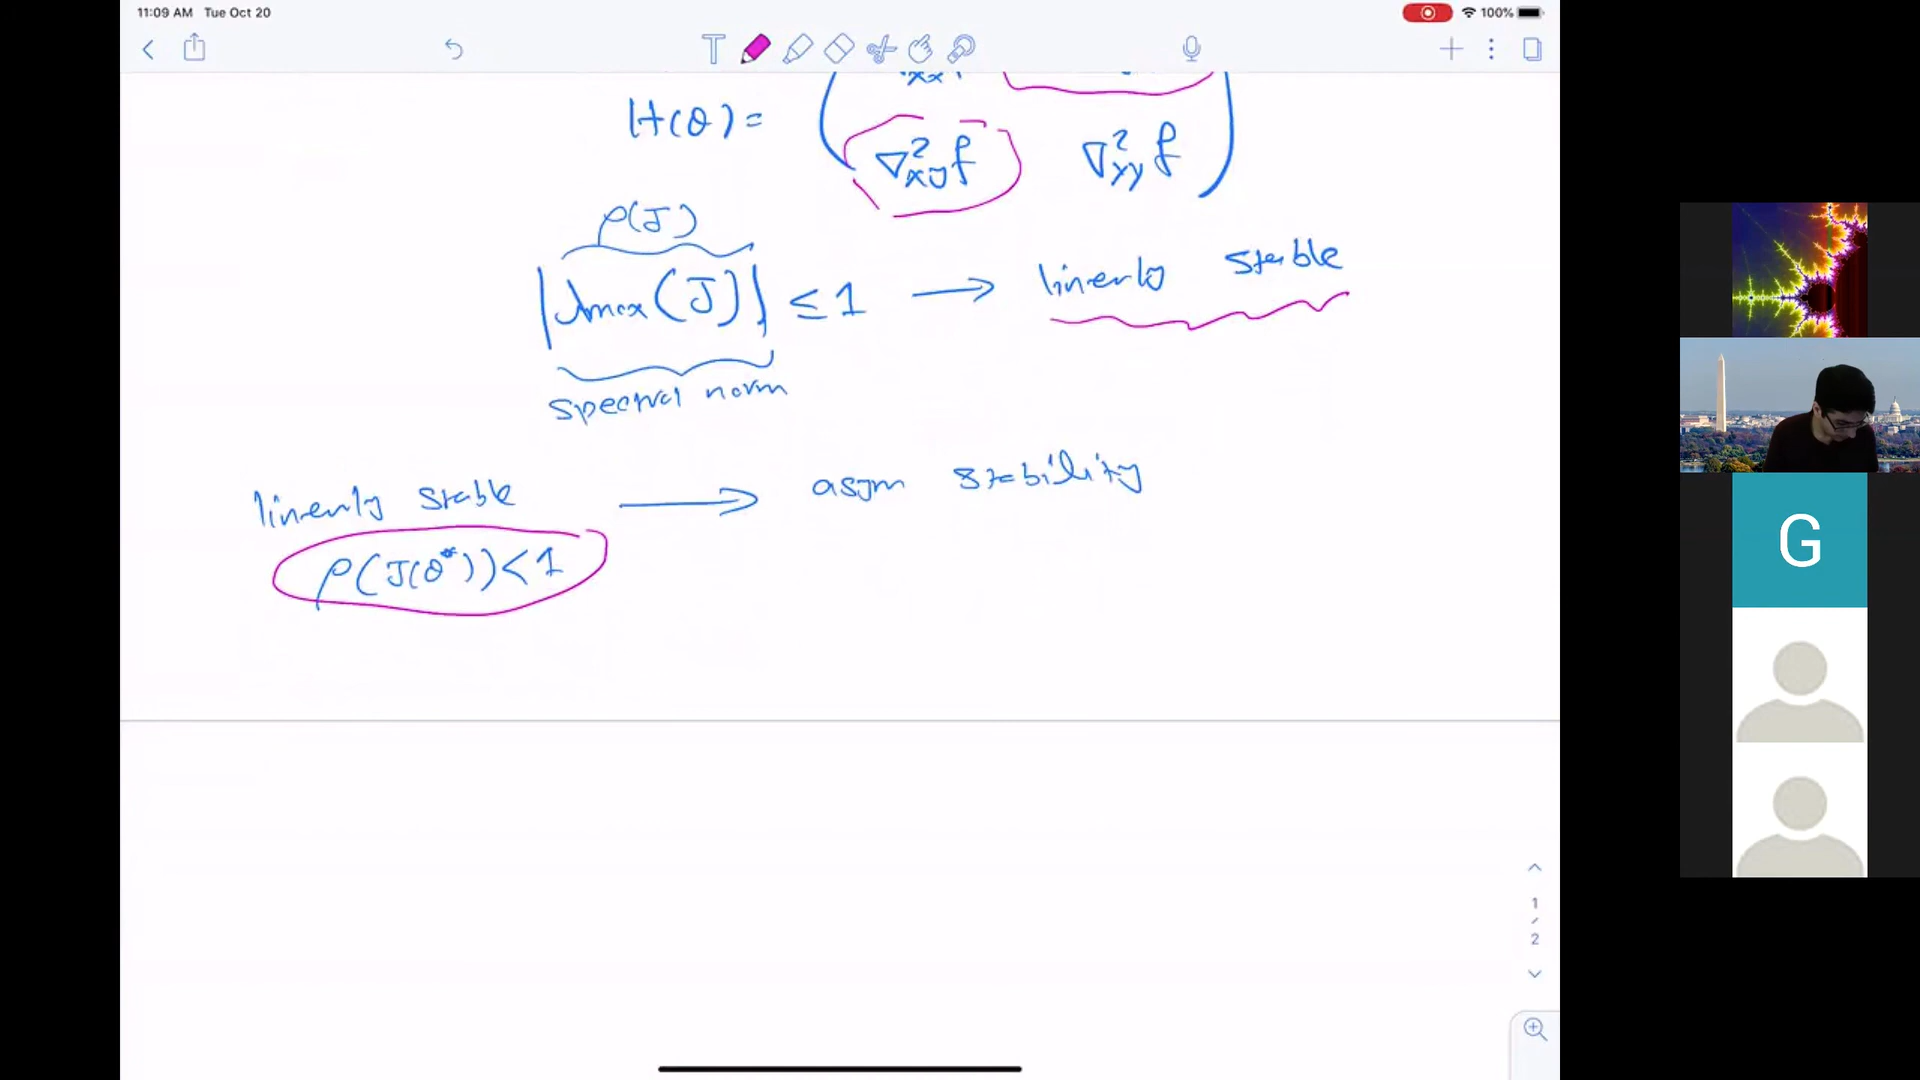 11:09 AM Tue Oct 20
100%
T
H(θ) =
∇²xy f ∇²yy f
ρ(J)
|λmax(J)| ≤ 1 → linearly stable
spectral norm
linearly stable → asym stability
ρ(J(θ*)) < 1
G
1
/
2